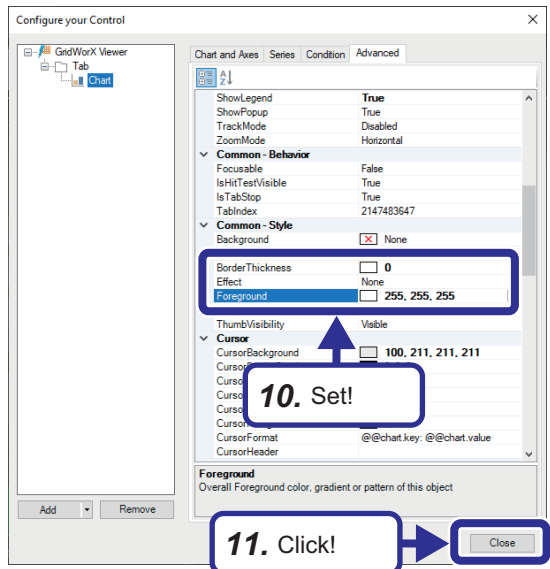 Configure your Control
GridWorX Viewer
Tab
Chart
Chart and Axes Series Condition Advanced
ShowLegend True
ShowPopup True
TrackMode Disabled
ZoomMode Horizontal
Common - Behavior
Focusable False
IsHitTestVisible True
IsTabStop True
TabIndex 2147483647
Common - Style
Background None
BorderThickness 0
Effect None
Foreground 255, 255, 255
ThumbVisibility Visible
Cursor
CursorBackground 100, 211, 211, 211
10. Set!
CursorFormat @@chart.key: @@chart.value
CursorHeader
Foreground
Overall Foreground color, gradient or pattern of this object
Add Remove
11. Click!
Close